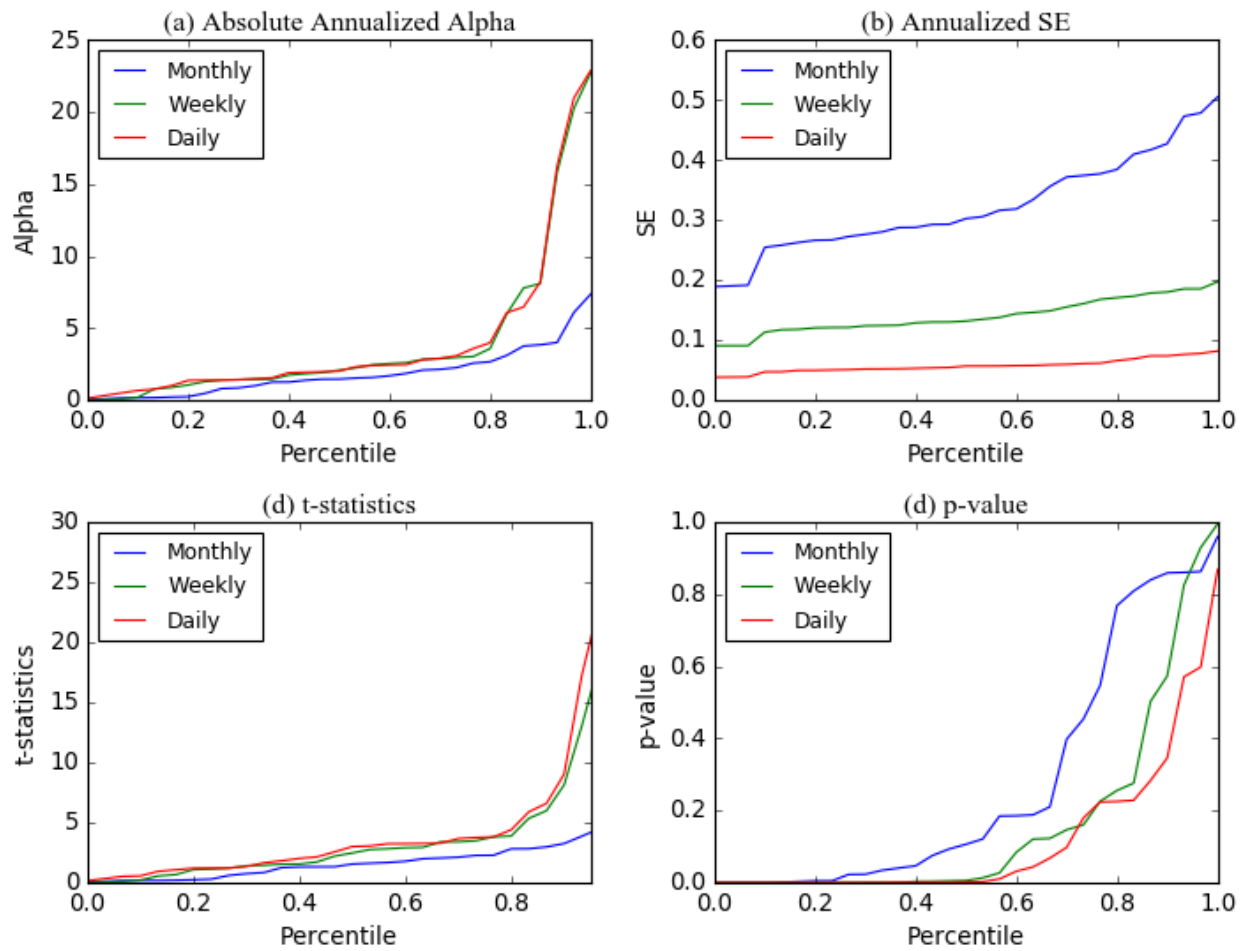 (a) Absolute Annualized Alpha
25
20
15
10
5
0
Alpha
Monthly
Weekly
Daily
0.0 0.2 0.4 0.6 0.8 1.0
Percentile
(b) Annualized SE
0.6
0.5
0.4
0.3
0.2
0.1
0.0
SE
Monthly
Weekly
Daily
0.0 0.2 0.4 0.6 0.8 1.0
Percentile
(d) t-statistics
30
25
20
15
10
5
0
t-statistics
Monthly
Weekly
Daily
0.0 0.2 0.4 0.6 0.8
Percentile
(d) p-value
1.0
0.8
0.6
0.4
0.2
0.0
p-value
Monthly
Weekly
Daily
0.0 0.2 0.4 0.6 0.8 1.0
Percentile